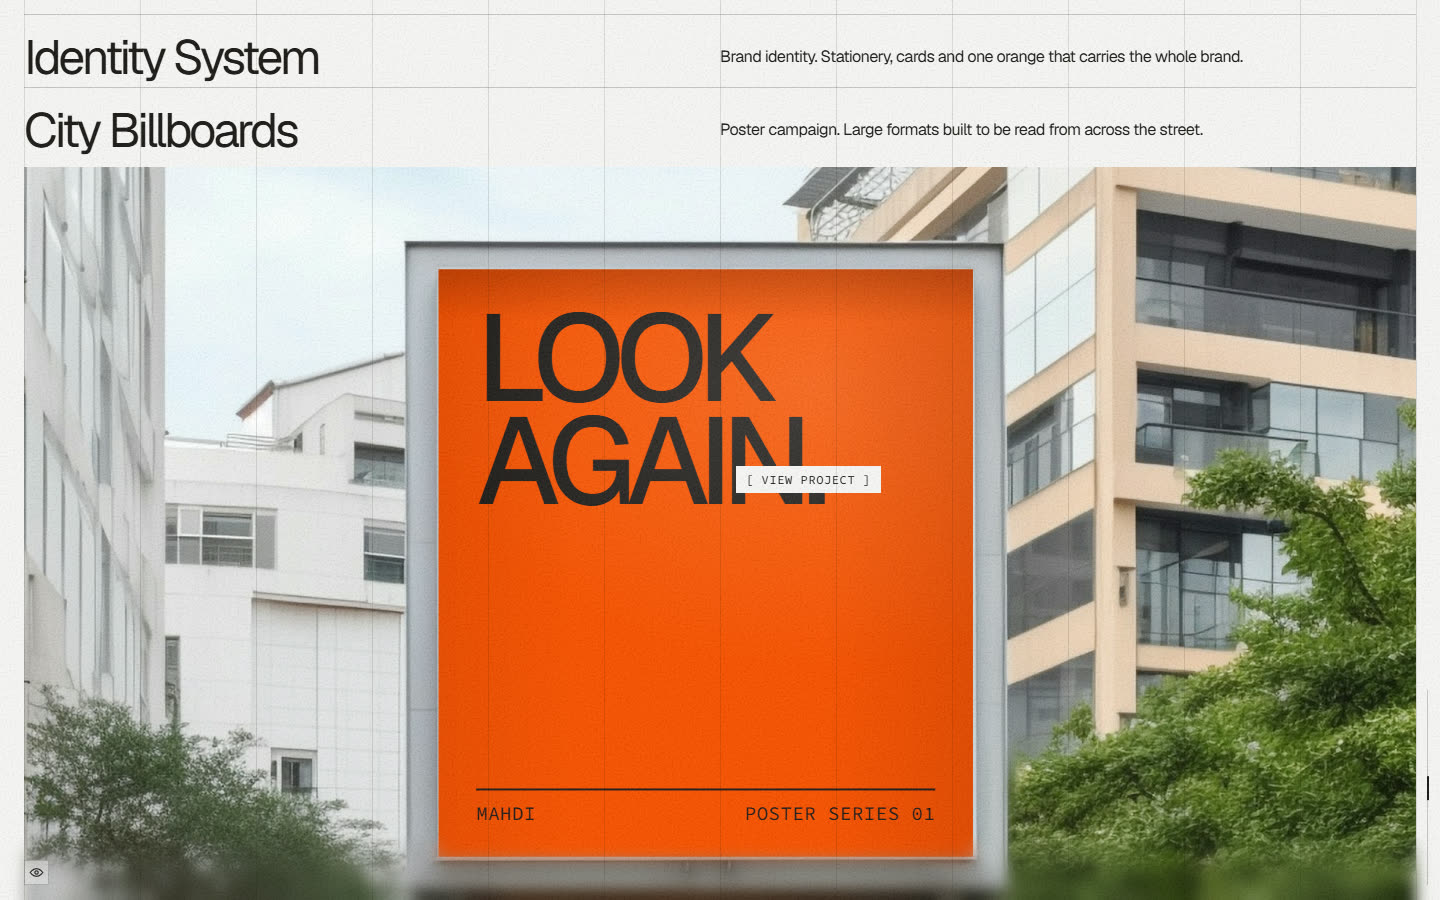 Identity System
Brand identity. Stationery, cards and one orange that carries the whole brand.
City Billboards
Poster campaign. Large formats built to be read from across the street.
LOOK
AGAIN.
[ VIEW PROJECT ]
MAHDI
POSTER SERIES 01